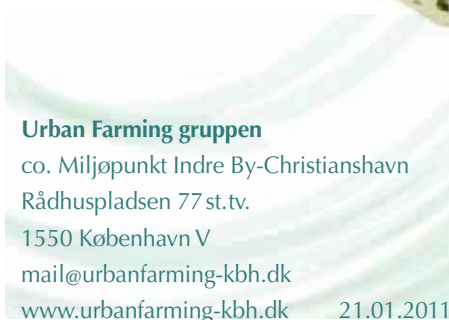 Urban Farming gruppen
co. Miljøpunkt Indre By-Christianshavn
Rådhuspladsen 77 st.tv.
1550 København V
mail@urbanfarming-kbh.dk
www.urbanfarming-kbh.dk 21.01.2011